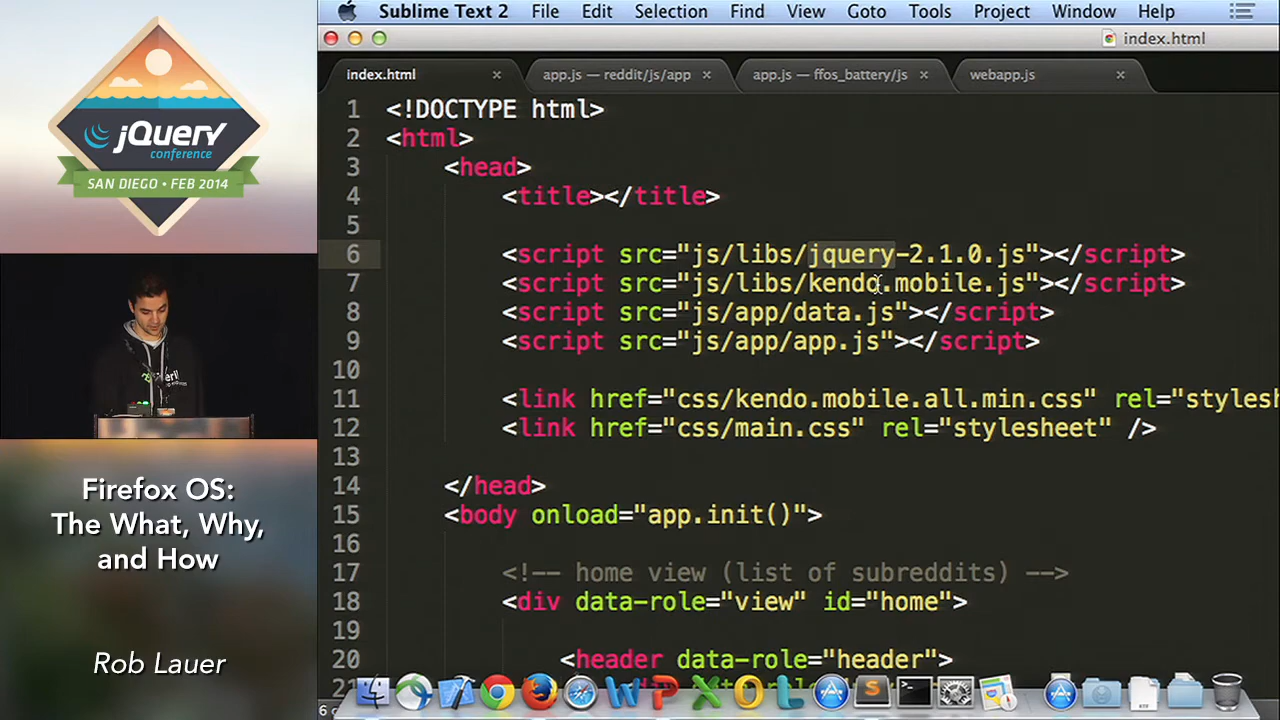 jQuery
conference
SAN DIEGO • FEB 2014
Firefox OS:
The What, Why,
and How
Rob Lauer
Sublime Text 2 File Edit Selection Find View Goto Tools Project Window Help
index.html
index.html × app.js — reddit/js/app × app.js — ffos_battery/js × webapp.js ×
1 <!DOCTYPE html>
2 <html>
3 <head>
4 <title></title>
5
6 <script src="js/libs/jquery-2.1.0.js"></script>
7 <script src="js/libs/kendo.mobile.js"></script>
8 <script src="js/app/data.js"></script>
9 <script src="js/app/app.js"></script>
10
11 <link href="css/kendo.mobile.all.min.css" rel="stylesh
12 <link href="css/main.css" rel="stylesheet" />
13
14 </head>
15 <body onload="app.init()">
16
17 <!-- home view (list of subreddits) -->
18 <div data-role="view" id="home">
19
20 <header data-role="header">
21